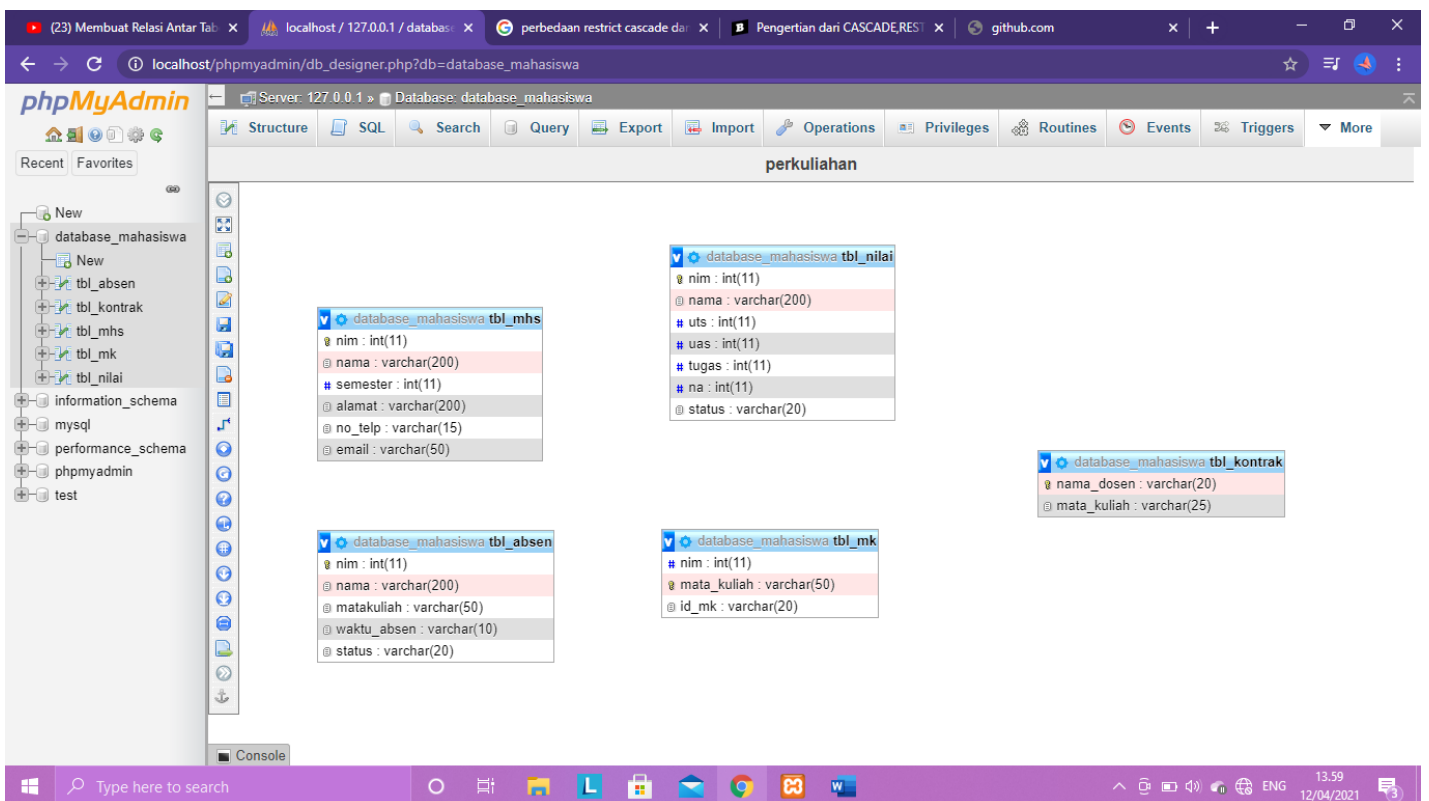 (23) Membuat Relasi Antar Tab
localhost / 127.0.0.1 / database
perbedaan restrict cascade dan
Pengertian dari CASCADE,REST
github.com
localhost/phpmyadmin/db_designer.php?db=database_mahasiswa
phpMyAdmin
Server: 127.0.0.1 » Database: database_mahasiswa
Structure SQL Search Query Export Import Operations Privileges Routines Events Triggers More
Recent Favorites
perkuliahan
New
database_mahasiswa
New
tbl_absen
tbl_kontrak
tbl_mhs
tbl_mk
tbl_nilai
information_schema
mysql
performance_schema
phpmyadmin
test
database_mahasiswa tbl_nilai
nim : int(11)
nama : varchar(200)
# uts : int(11)
# uas : int(11)
# tugas : int(11)
# na : int(11)
status : varchar(20)
database_mahasiswa tbl_mhs
nim : int(11)
nama : varchar(200)
# semester : int(11)
alamat : varchar(200)
no_telp : varchar(15)
email : varchar(50)
database_mahasiswa tbl_kontrak
nama_dosen : varchar(20)
mata_kuliah : varchar(25)
database_mahasiswa tbl_absen
nim : int(11)
nama : varchar(200)
matakuliah : varchar(50)
waktu_absen : varchar(10)
status : varchar(20)
database_mahasiswa tbl_mk
# nim : int(11)
mata_kuliah : varchar(50)
id_mk : varchar(20)
Console
Type here to search
ENG
13.59
12/04/2021